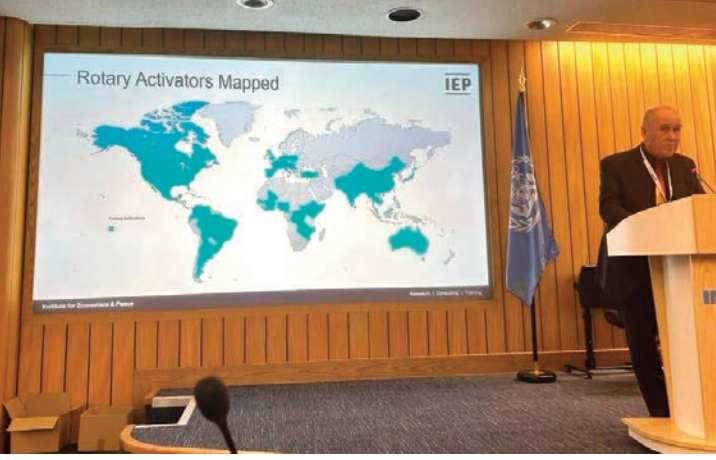 Rotary Activators Mapped
IEP
Rotary Activators
Institute for Economics & Peace
Research | Consulting | Training